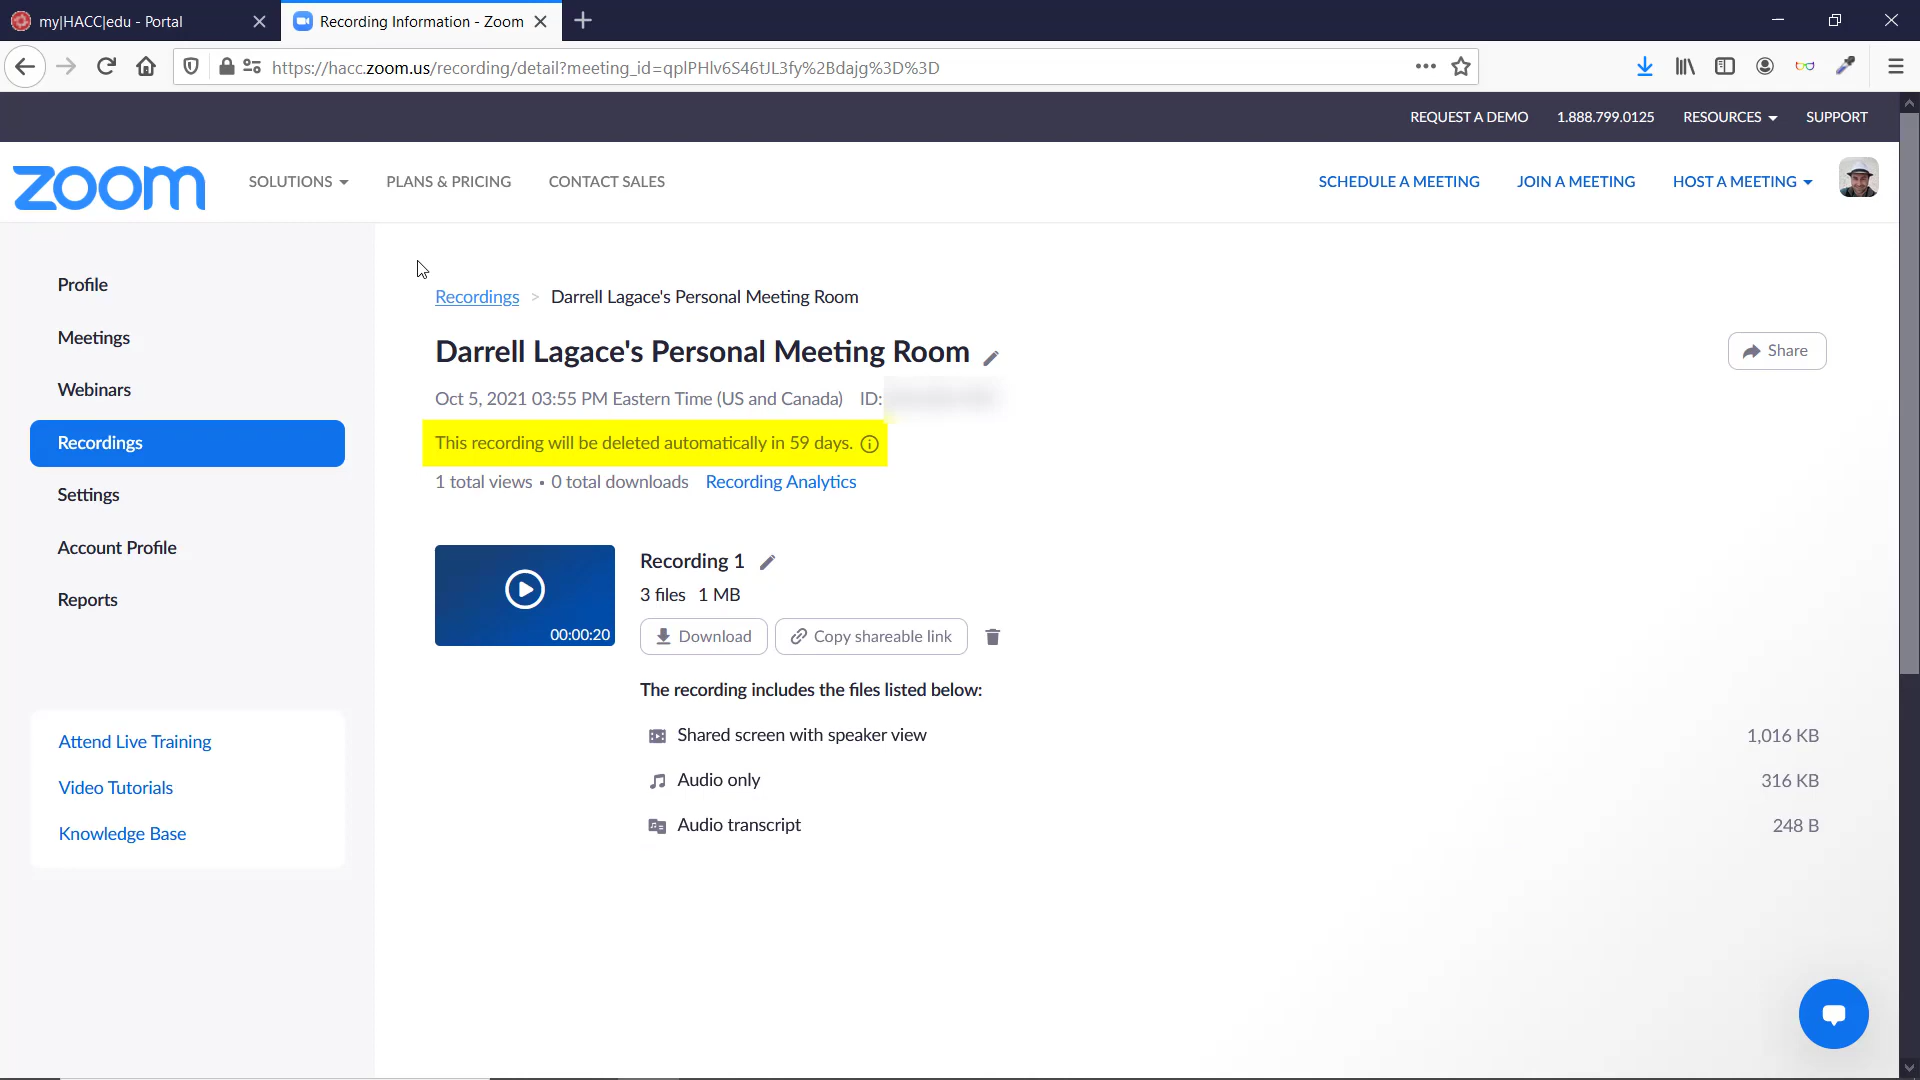 my|HACC|edu - Portal
Recording Information - Zoom
https://hacc.zoom.us/recording/detail?meeting_id=qplPHlv6S46tJL3fy%2Bdajg%3D%3D
REQUEST A DEMO 1.888.799.0125 RESOURCES SUPPORT
zoom SOLUTIONS PLANS & PRICING CONTACT SALES SCHEDULE A MEETING JOIN A MEETING HOST A MEETING
Profile
Meetings
Webinars
Recordings
Settings
Account Profile
Reports
Attend Live Training
Video Tutorials
Knowledge Base
Recordings > Darrell Lagace's Personal Meeting Room
Darrell Lagace's Personal Meeting Room
Share
Oct 5, 2021 03:55 PM Eastern Time (US and Canada) ID:
This recording will be deleted automatically in 59 days.
1 total views • 0 total downloads Recording Analytics
00:00:20
Recording 1
3 files 1 MB
Download Copy shareable link
The recording includes the files listed below:
Shared screen with speaker view 1,016 KB
Audio only 316 KB
Audio transcript 248 B